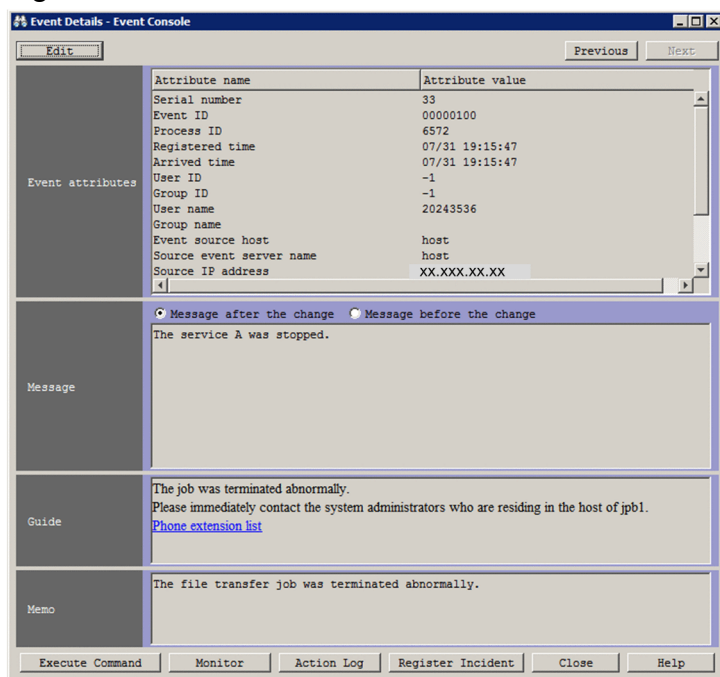 Event Details - Event Console
Edit Previous Next
Attribute name Attribute value
Serial number 33
Event ID 00000100
Process ID 6572
Registered time 07/31 19:15:47
Arrived time 07/31 19:15:47
Event attributes
User ID -1
Group ID -1
User name 20243536
Group name
Event source host host
Source event server name host
Source IP address XX.XXX.XX.XX
Message after the change Message before the change
The service A was stopped.
Message
The job was terminated abnormally.
Please immediately contact the system administrators who are residing in the host of jpb1.
Guide
Phone extension list
The file transfer job was terminated abnormally.
Memo
Execute Command Monitor Action Log Register Incident Close Help